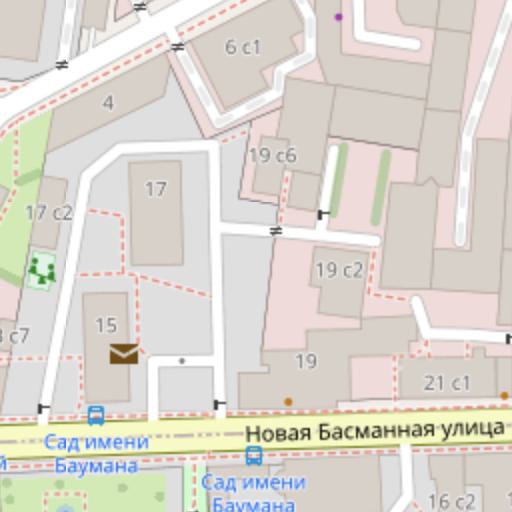 6 с1
4
19 с6
17
17 с2
19 с2
15
с7
19
21 с1
Новая Басманная улица
Сад имени
Баумана
й
Сад имени
Баумана
16 с2